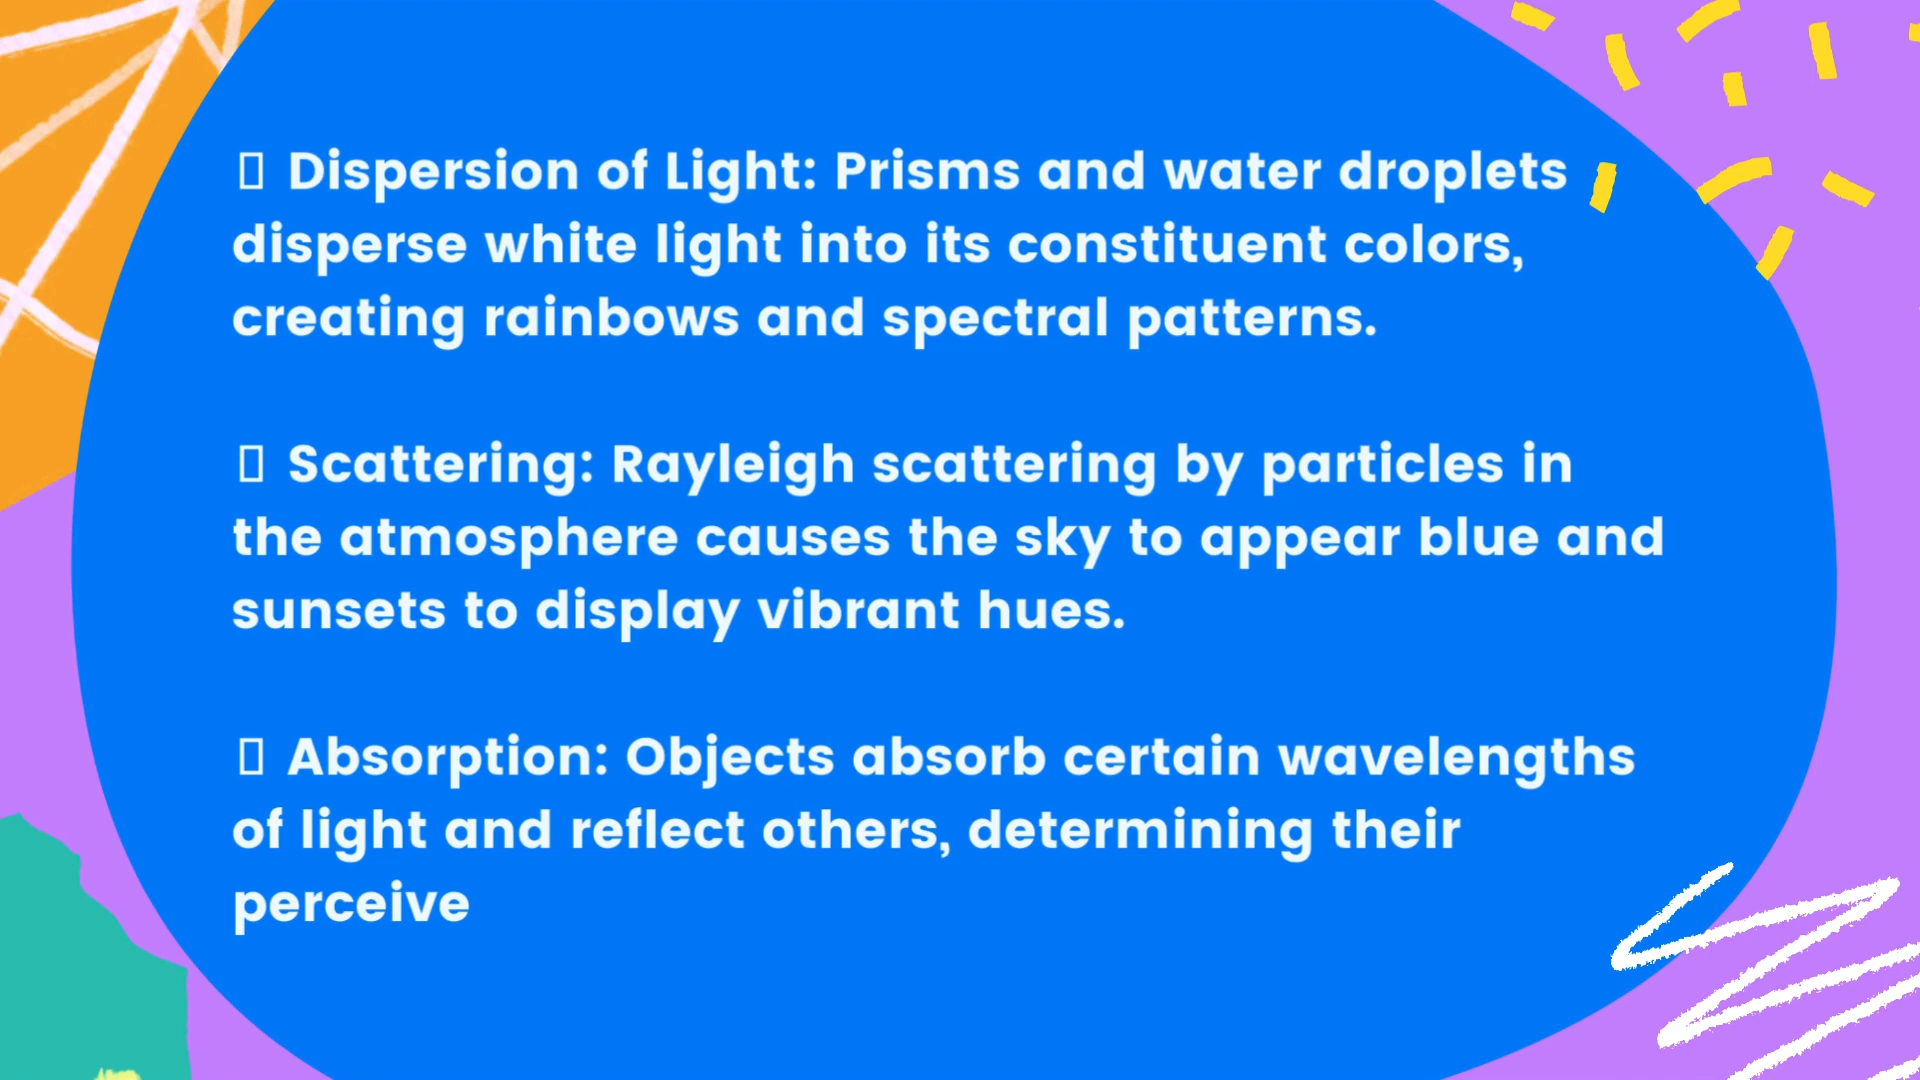 ▯ Dispersion of Light: Prisms and water droplets
disperse white light into its constituent colors,
creating rainbows and spectral patterns.
▯ Scattering: Rayleigh scattering by particles in
the atmosphere causes the sky to appear blue and
sunsets to display vibrant hues.
▯ Absorption: Objects absorb certain wavelengths
of light and reflect others, determining their
perceive